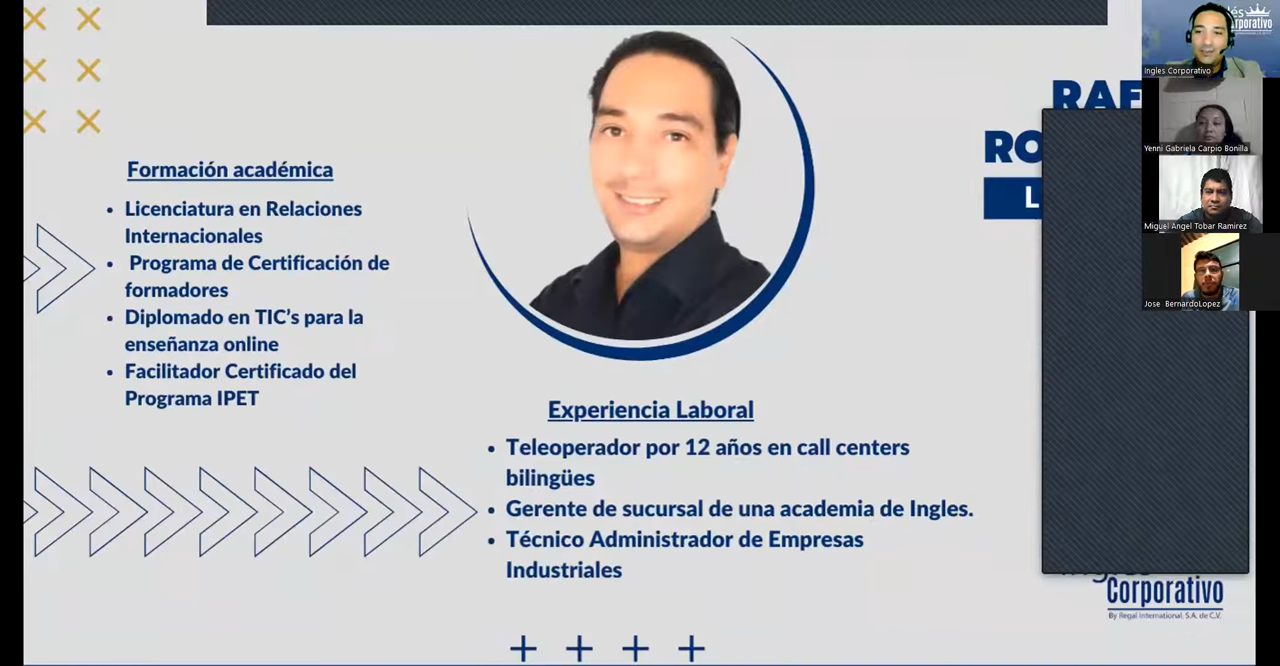 Formación académica
Licenciatura en Relaciones
Internacionales
Programa de Certificación de
formadores
Diplomado en TIC's para la
enseñanza online
Facilitador Certificado del
Programa IPET
Experiencia Laboral
Teleoperador por 12 años en call centers
bilingües
Gerente de sucursal de una academia de Ingles.
Técnico Administrador de Empresas
Industriales
RAF
RO
L
Corporativo
By Regal International, S.A. de C.V.
Ingles Corporativo
Yenni Gabriela Carpio Bonilla
Miguel Angel Tobar Ramirez
Jose BernardoLopez